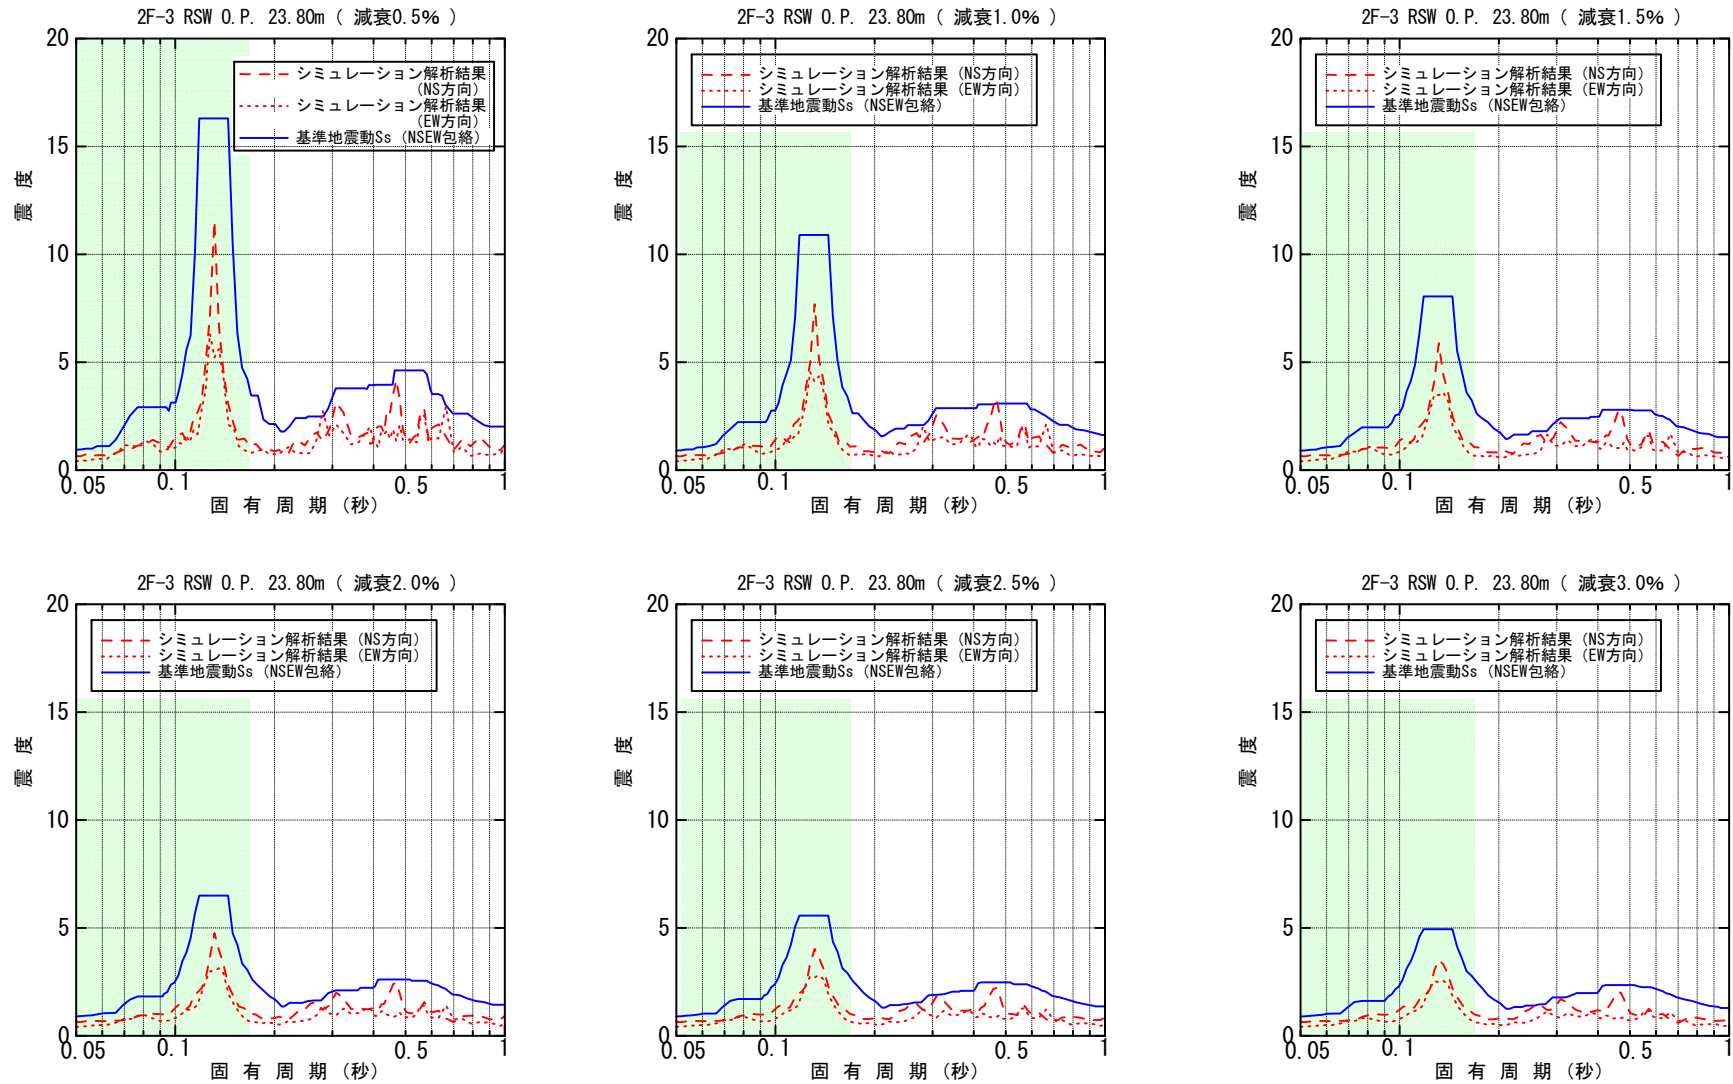 2F-3 RSW O.P. 23.80m ( 減衰0.5% )
20
15
10
5
0
0.05
0.1
0.5
1
震度
固有周期(秒)
シミュレーション解析結果
(NS方向)
シミュレーション解析結果
(EW方向)
基準地震動Ss (NSEW包絡)
2F-3 RSW O.P. 23.80m ( 減衰1.0% )
20
15
10
5
0
0.05
0.1
0.5
1
震度
固有周期(秒)
シミュレーション解析結果 (NS方向)
シミュレーション解析結果 (EW方向)
基準地震動Ss (NSEW包絡)
2F-3 RSW O.P. 23.80m ( 減衰1.5% )
20
15
10
5
0
0.05
0.1
0.5
1
震度
固有周期(秒)
シミュレーション解析結果 (NS方向)
シミュレーション解析結果 (EW方向)
基準地震動Ss (NSEW包絡)
2F-3 RSW O.P. 23.80m ( 減衰2.0% )
20
15
10
5
0
0.05
0.1
0.5
1
震度
固有周期(秒)
シミュレーション解析結果 (NS方向)
シミュレーション解析結果 (EW方向)
基準地震動Ss (NSEW包絡)
2F-3 RSW O.P. 23.80m ( 減衰2.5% )
20
15
10
5
0
0.05
0.1
0.5
1
震度
固有周期(秒)
シミュレーション解析結果 (NS方向)
シミュレーション解析結果 (EW方向)
基準地震動Ss (NSEW包絡)
2F-3 RSW O.P. 23.80m ( 減衰3.0% )
20
15
10
5
0
0.05
0.1
0.5
1
震度
固有周期(秒)
シミュレーション解析結果 (NS方向)
シミュレーション解析結果 (EW方向)
基準地震動Ss (NSEW包絡)